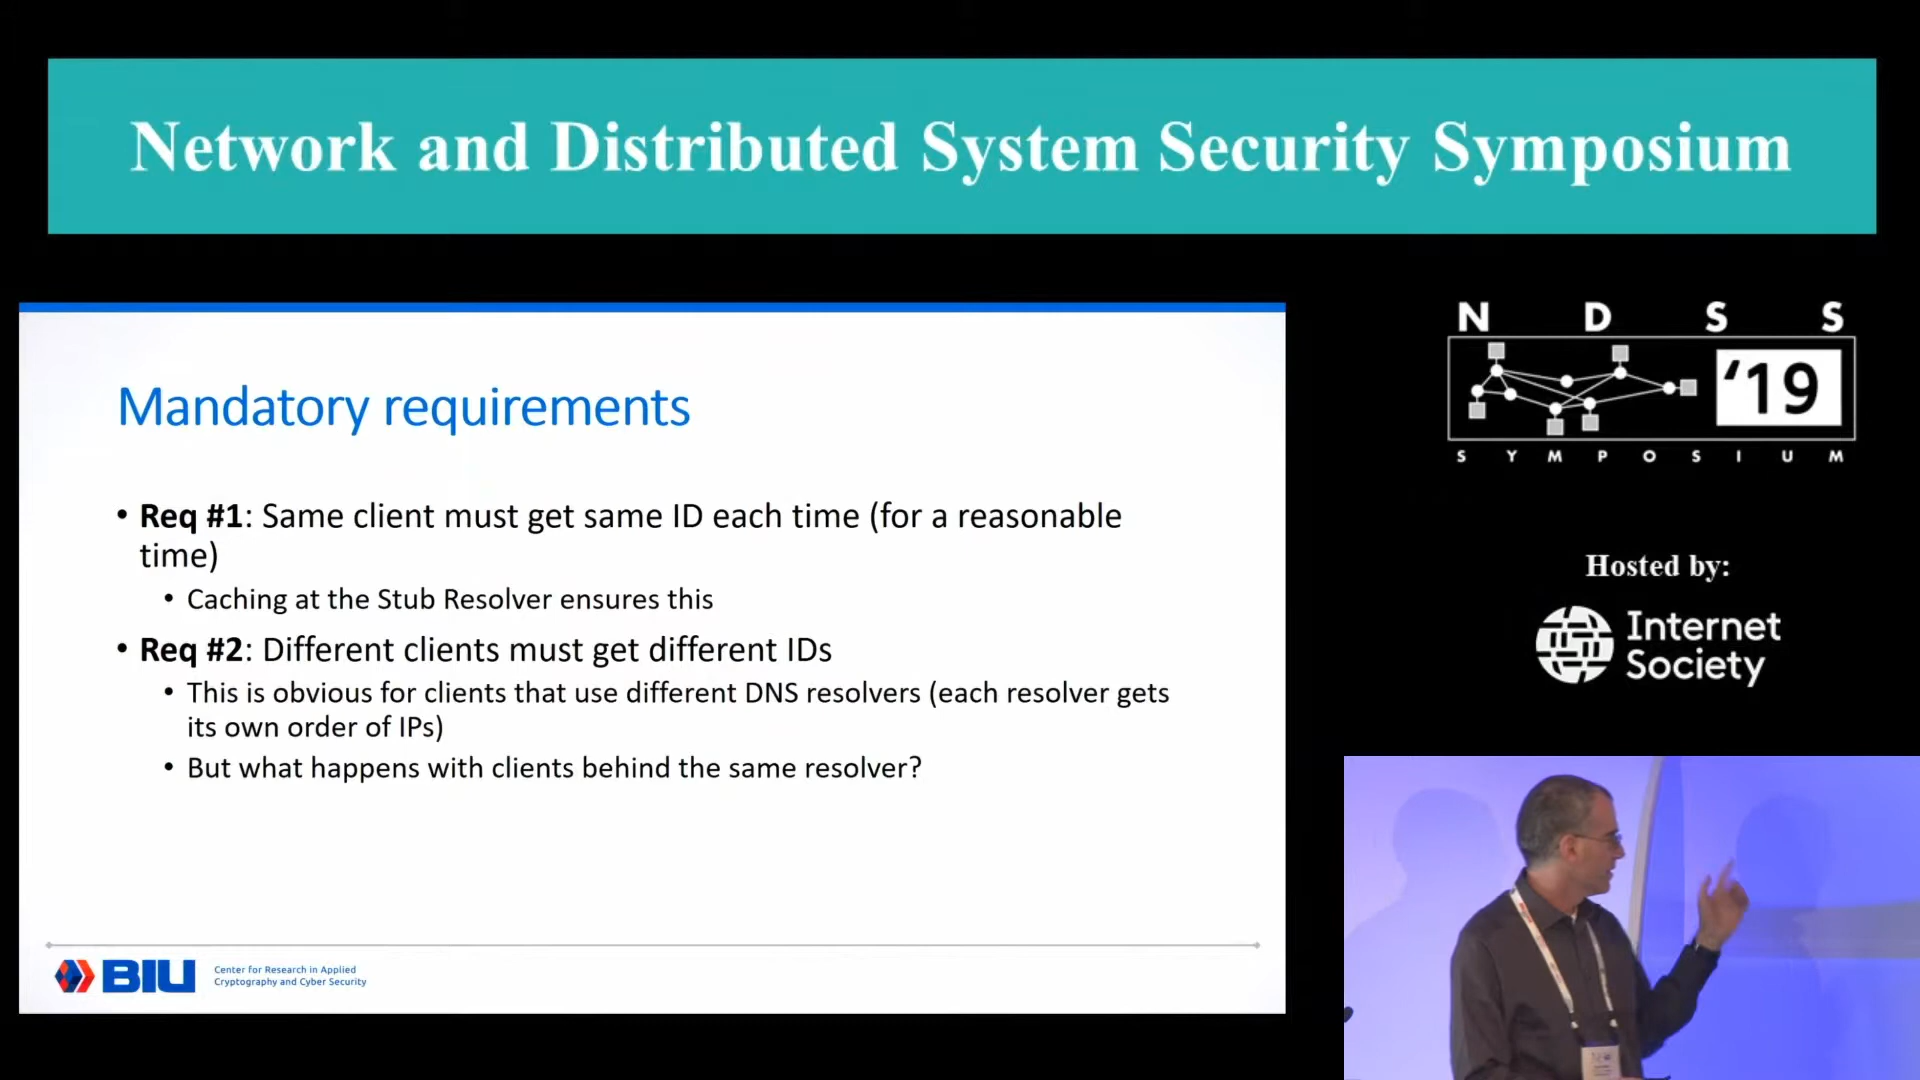 Network and Distributed System Security Symposium
N D S S
'19
S Y M P O S I U M
Hosted by:
Internet
Society
Mandatory requirements
• Req #1: Same client must get same ID each time (for a reasonable
time)
• Caching at the Stub Resolver ensures this
• Req #2: Different clients must get different IDs
• This is obvious for clients that use different DNS resolvers (each resolver gets
its own order of IPs)
• But what happens with clients behind the same resolver?
BIU
Center for Research in Applied
Cryptography and Cyber Security